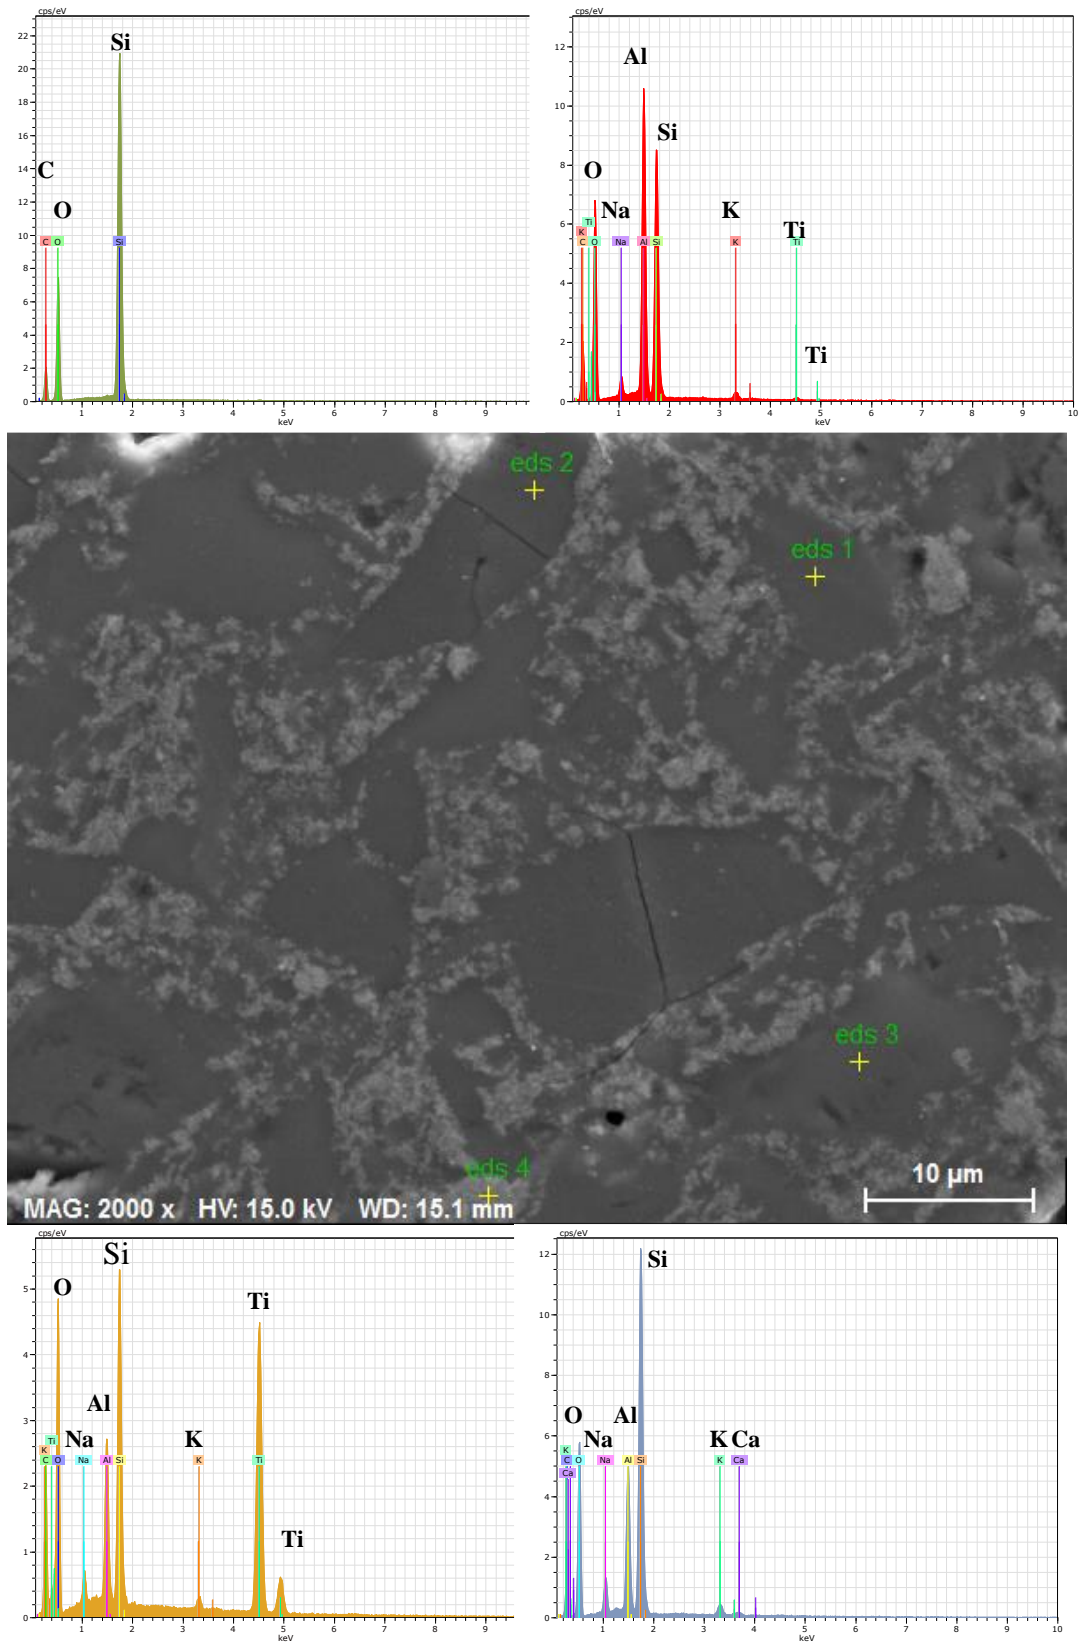 cps/eV
22
20
18
16
14
12
10
8
6
4
2
0
Si
C
O
C O Si
1 2 3 4 5 6 7 8 9
keV
cps/eV
12
10
8
6
4
2
0
Al
Si
O
Na
K
Ti
Ti
Ti
K
C O Na Al Si K Ti
1 2 3 4 5 6 7 8 9 10
keV
eds 2
eds 1
eds 3
eds 4
10 µm
MAG: 2000 x HV: 15.0 kV WD: 15.1 mm
cps/eV
5
4
3
2
1
0
Si
O
Ti
Al
Na
K
Ti
Ti
K
C O Na Al Si K Ti
1 2 3 4 5 6 7 8 9
keV
cps/eV
12
10
8
6
4
2
0
Si
O
Al
Na
K Ca
K
C O Na Al Si K Ca
Ca
1 2 3 4 5 6 7 8 9 10
keV